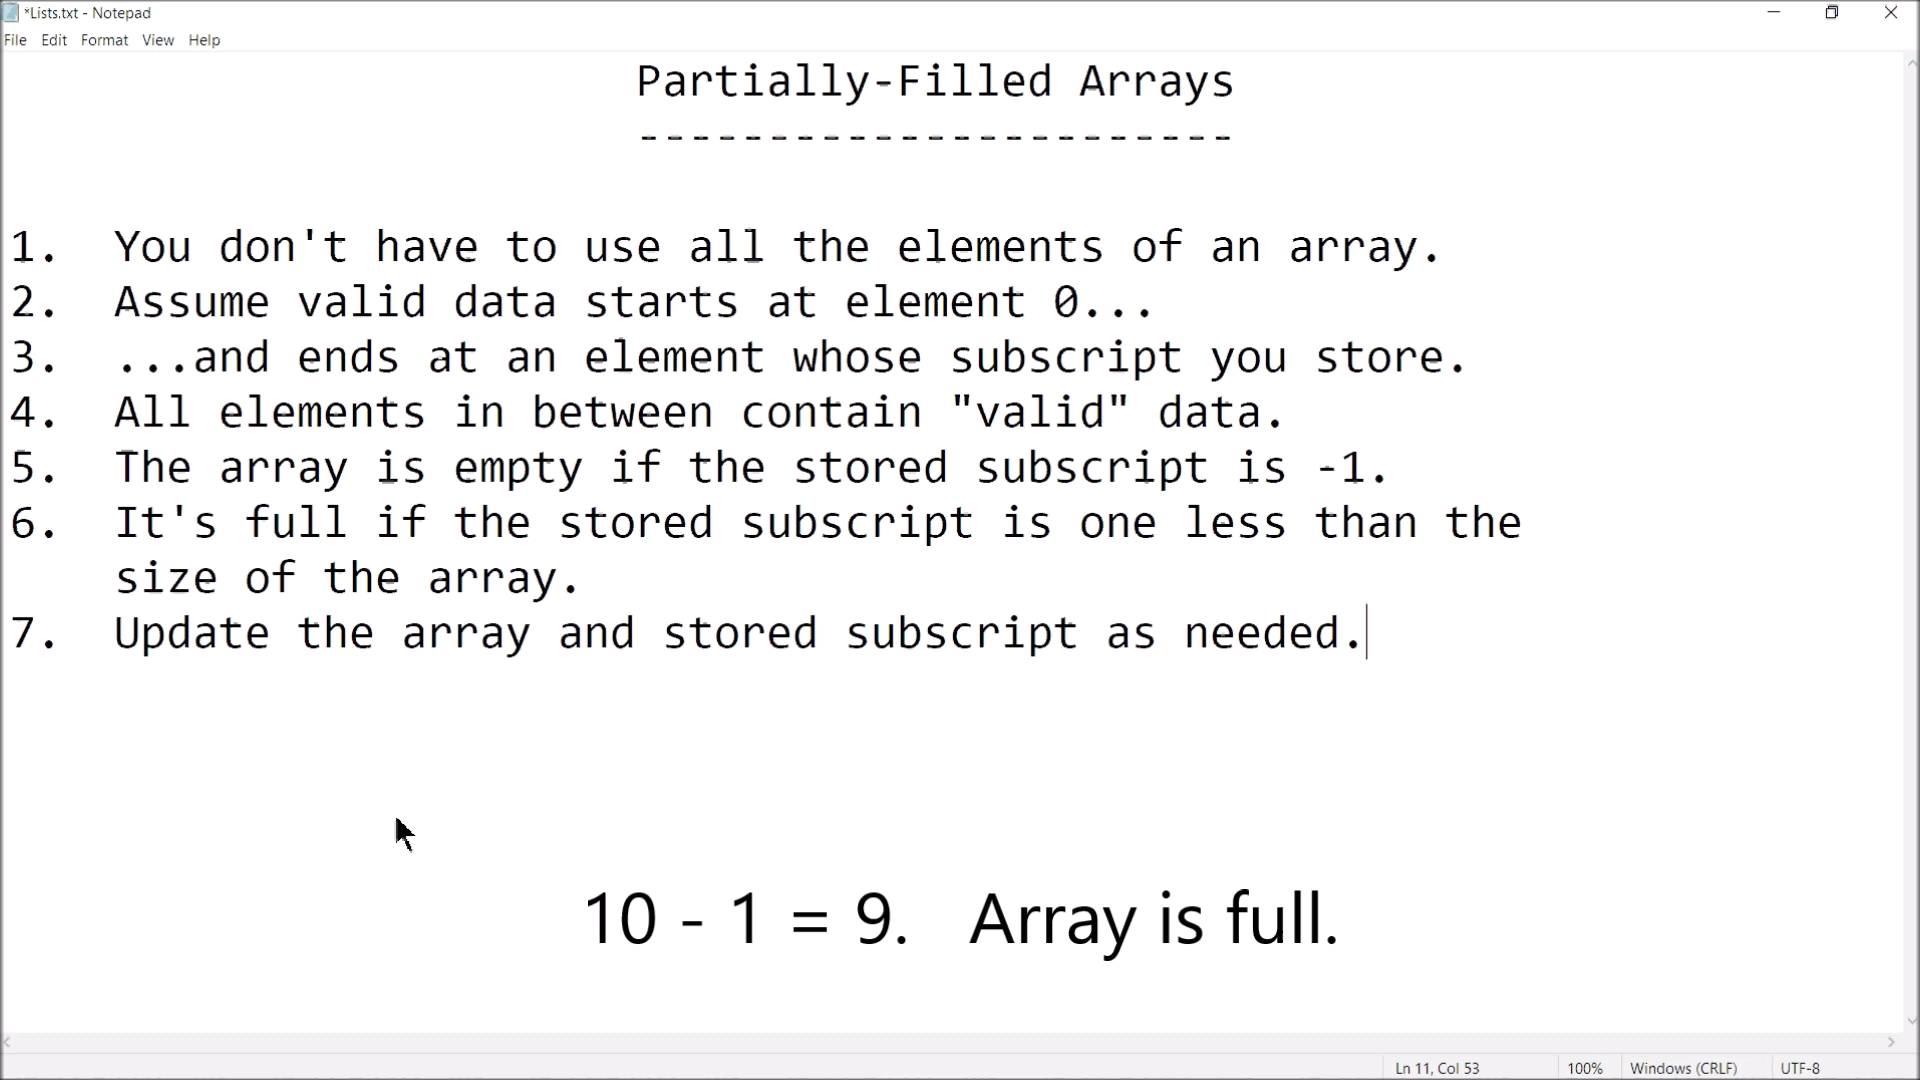 *Lists.txt - Notepad
File Edit Format View Help
Partially-Filled Arrays
-----------------------
1. You don't have to use all the elements of an array.
2. Assume valid data starts at element 0...
3. ...and ends at an element whose subscript you store.
4. All elements in between contain "valid" data.
5. The array is empty if the stored subscript is -1.
6. It's full if the stored subscript is one less than the
size of the array.
7. Update the array and stored subscript as needed.
10 - 1 = 9. Array is full.
Ln 11, Col 53 100% Windows (CRLF) UTF-8